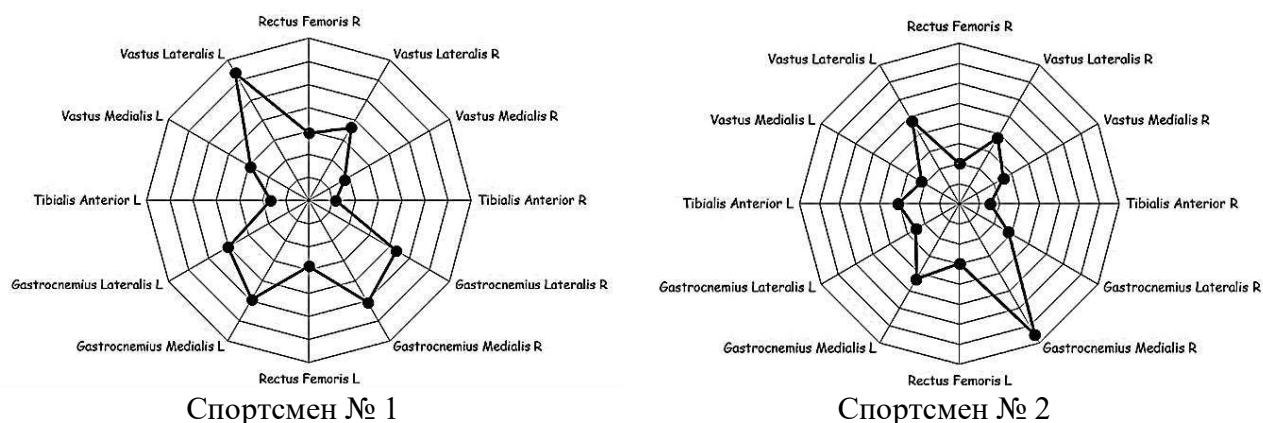 Rectus Femoris R
Vastus Lateralis L
Vastus Lateralis R
Vastus Medialis L
Vastus Medialis R
Tibialis Anterior L
Tibialis Anterior R
Gastrocnemius Lateralis L
Gastrocnemius Lateralis R
Gastrocnemius Medialis L
Gastrocnemius Medialis R
Rectus Femoris L
Спортсмен № 1
Rectus Femoris R
Vastus Lateralis L
Vastus Lateralis R
Vastus Medialis L
Vastus Medialis R
Tibialis Anterior L
Tibialis Anterior R
Gastrocnemius Lateralis L
Gastrocnemius Lateralis R
Gastrocnemius Medialis L
Gastrocnemius Medialis R
Rectus Femoris L
Спортсмен № 2